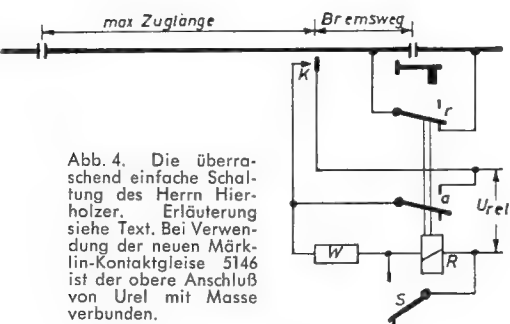 max Zuglänge
Bremsweg
K
r
Abb. 4. Die überra-
schend einfache Schal-
tung des Herrn Hier-
holzer. Erläuterung
siehe Text. Bei Verwen-
dung der neuen Märk-
lin-Kontaktgleise 5146
ist der obere Anschluß
von Urel mit Masse
verbunden.
a
Urel
W
R
S